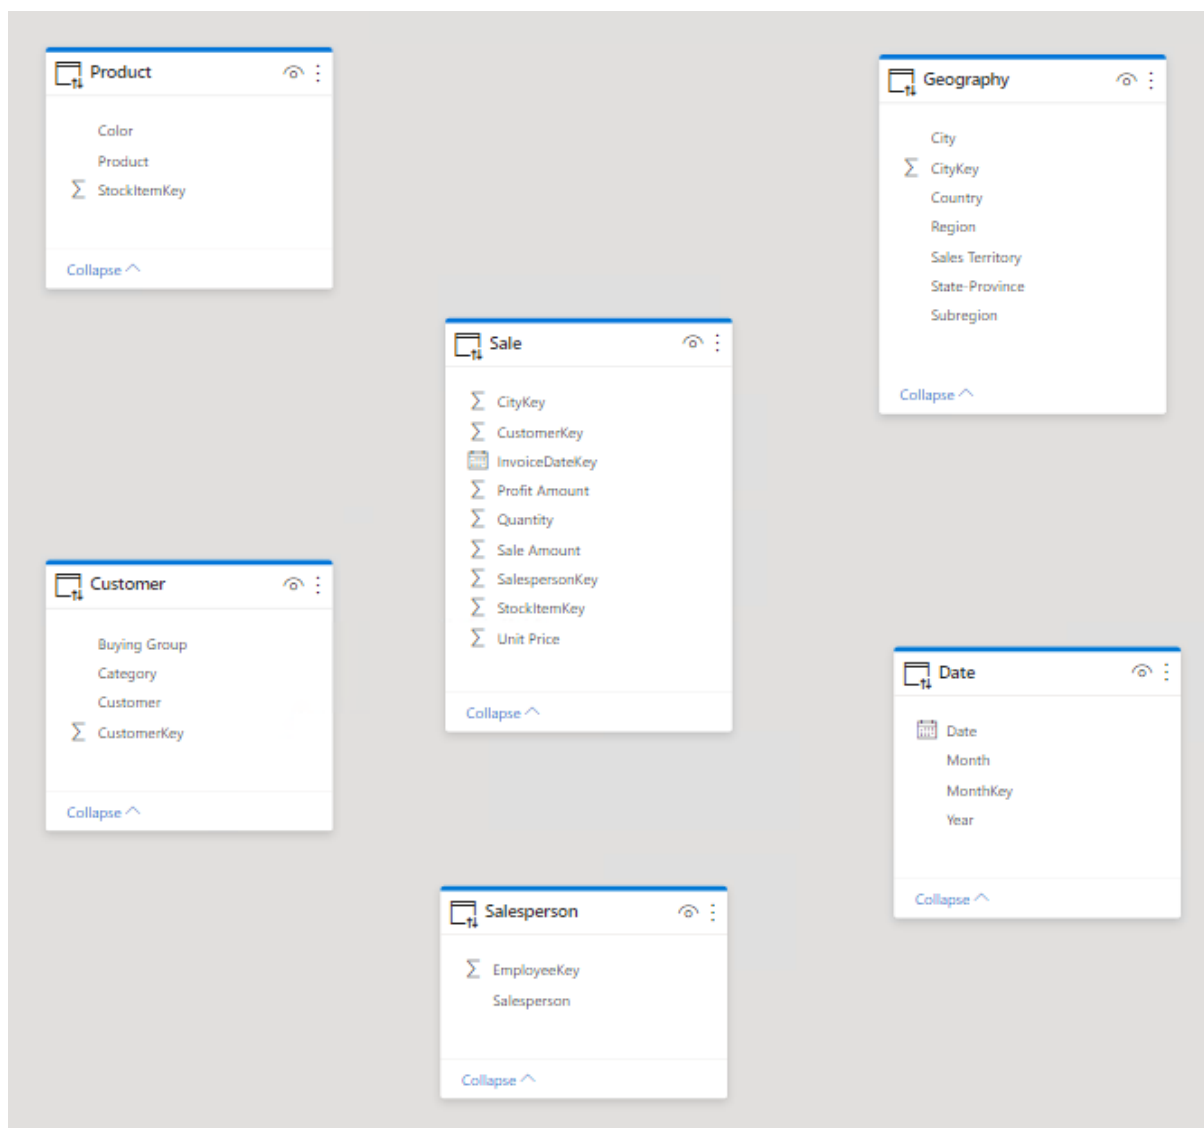 Product
Color
Product
StockItemKey
Collapse
Geography
City
CityKey
Country
Region
Sales Territory
State-Province
Subregion
Collapse
Sale
CityKey
CustomerKey
InvoiceDateKey
Profit Amount
Quantity
Sale Amount
SalespersonKey
StockItemKey
Unit Price
Collapse
Customer
Buying Group
Category
Customer
CustomerKey
Collapse
Date
Date
Month
MonthKey
Year
Collapse
Salesperson
EmployeeKey
Salesperson
Collapse